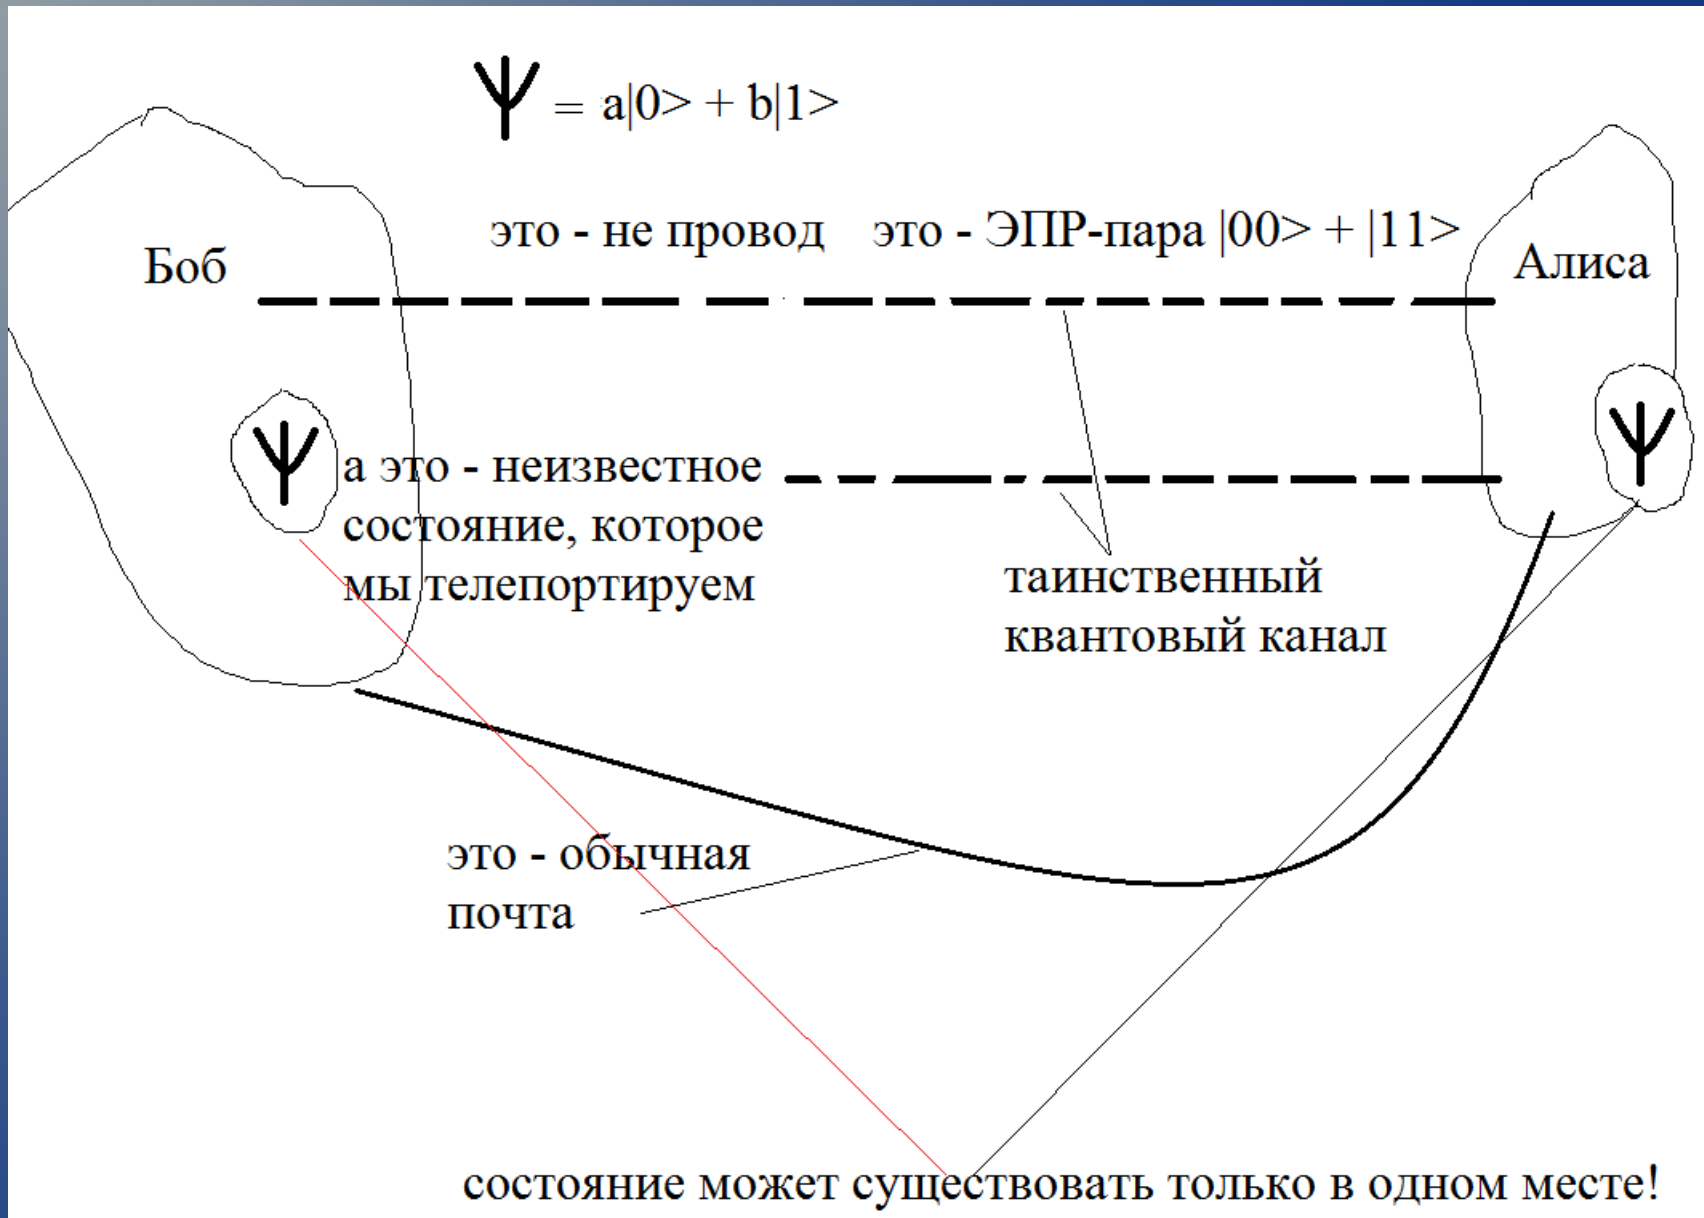 Ψ = a|0> + b|1>
это - не провод это - ЭПР-пара |00> + |11>
Боб
Алиса
Ψ
а это - неизвестное
состояние, которое
мы телепортируем
Ψ
таинственный
квантовый канал
это - обычная
почта
состояние может существовать только в одном месте!